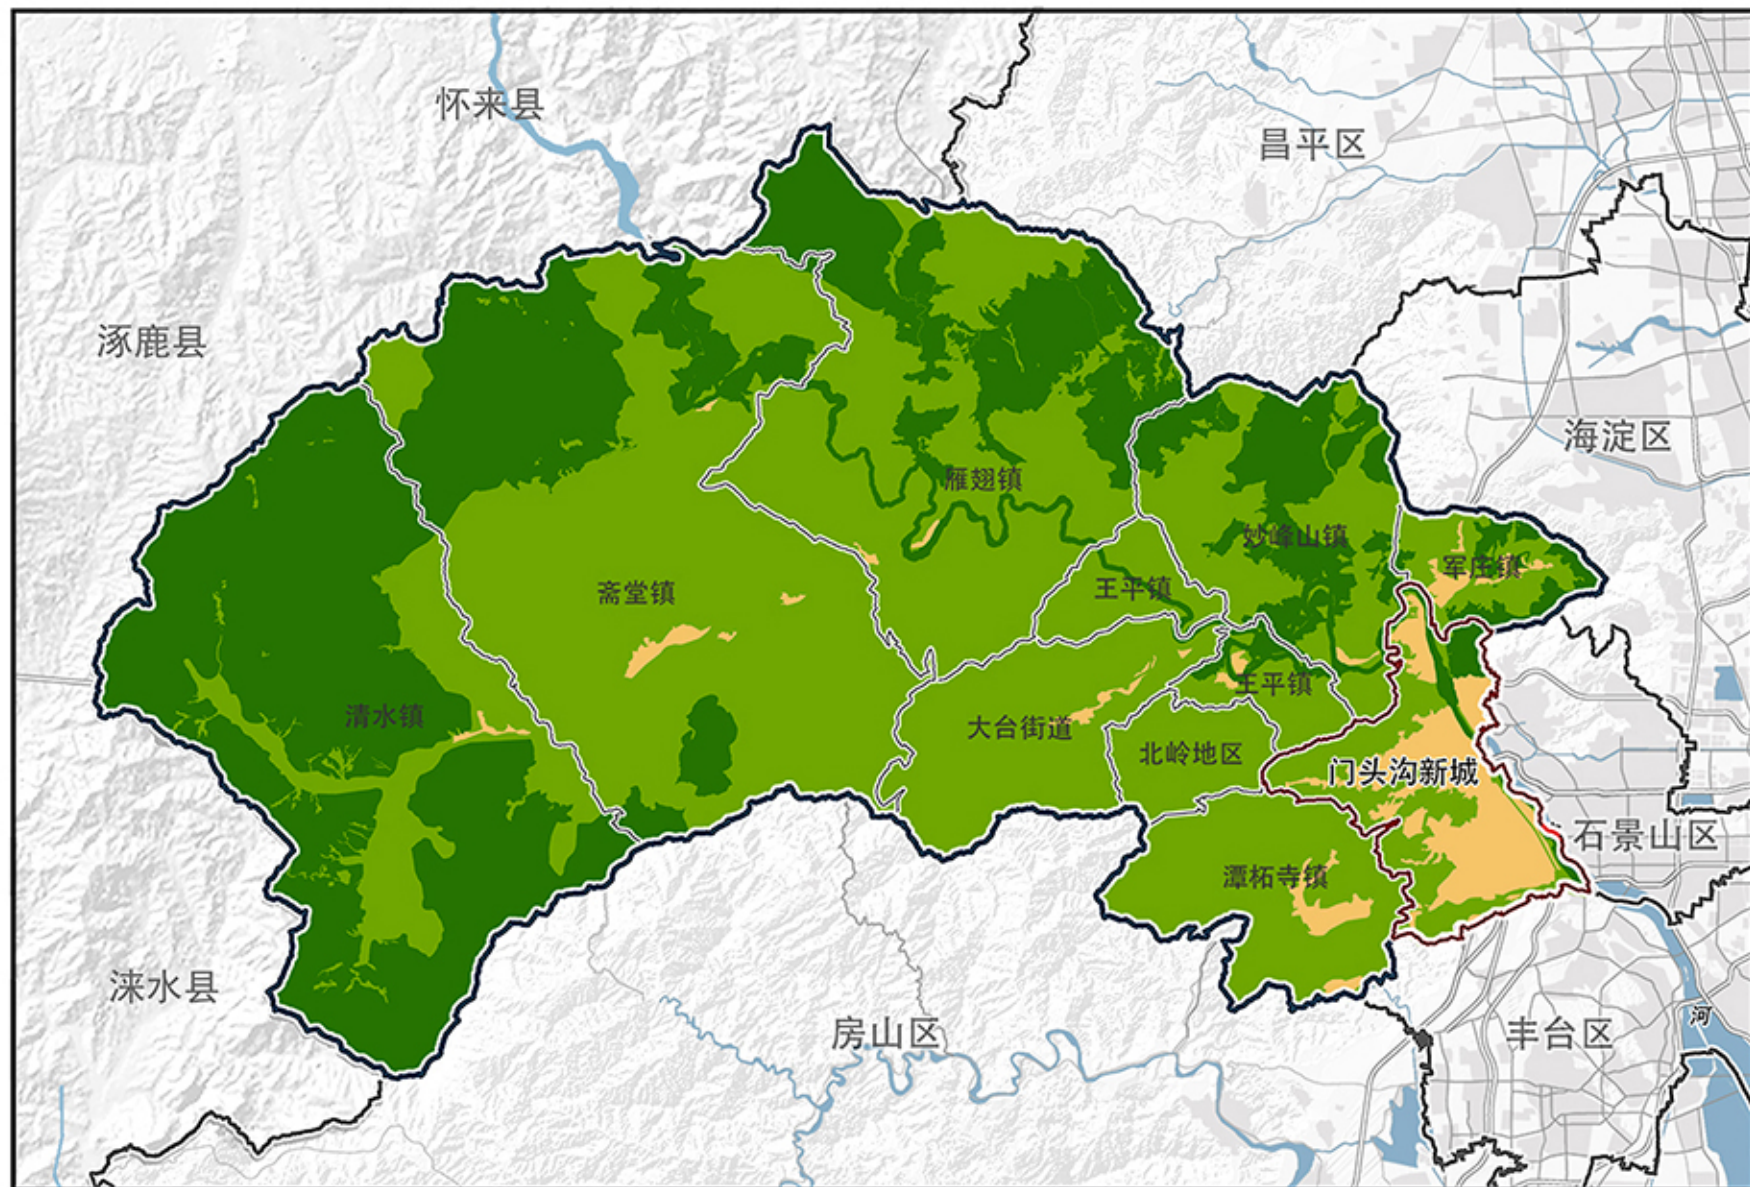 怀来县
昌平区
涿鹿县
海淀区
雁翅镇
妙峰山镇
军庄镇
斋堂镇
王平镇
王平镇
清水镇
大台街道
北岭地区
门头沟新城
石景山区
潭柘寺镇
涞水县
房山区
河
丰台区